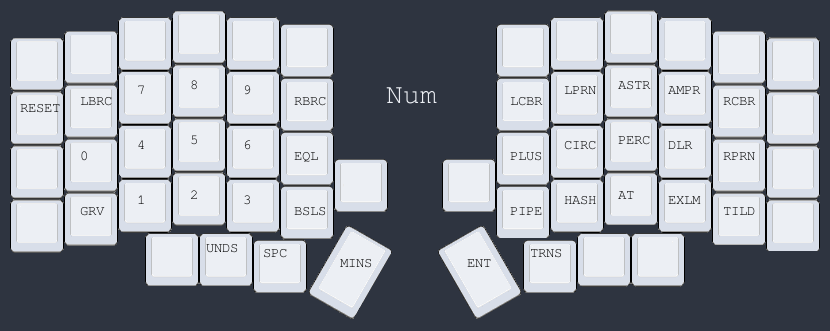 Num
RESET LBRC 7 8 9 RBRC LCBR LPRN ASTR AMPR RCBR
0 4 5 6 EQL PLUS CIRC PERC DLR RPRN
GRV 1 2 3 BSLS PIPE HASH AT EXLM TILD
UNDS SPC MINS ENT TRNS